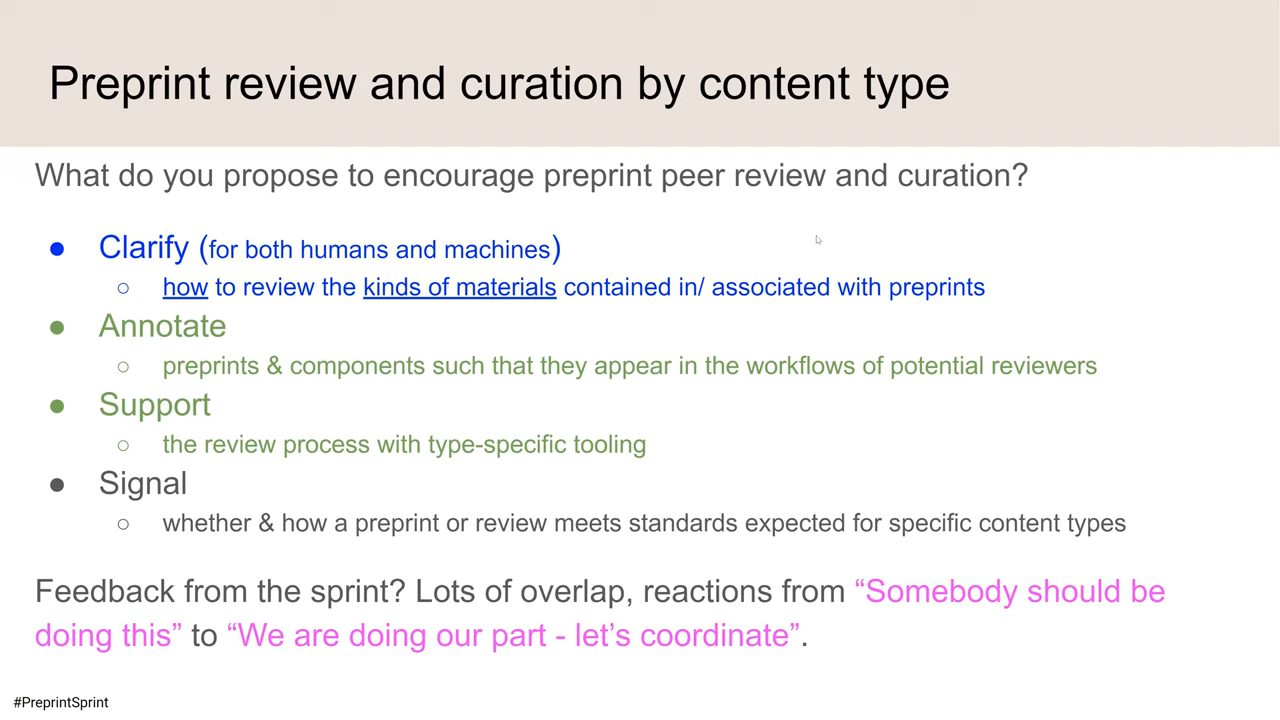 Preprint review and curation by content type
What do you propose to encourage preprint peer review and curation?
● Clarify (for both humans and machines)
○ how to review the kinds of materials contained in/ associated with preprints
● Annotate
○ preprints & components such that they appear in the workflows of potential reviewers
● Support
○ the review process with type-specific tooling
● Signal
○ whether & how a preprint or review meets standards expected for specific content types
Feedback from the sprint? Lots of overlap, reactions from “Somebody should be
doing this” to “We are doing our part - let’s coordinate”.
#PreprintSprint